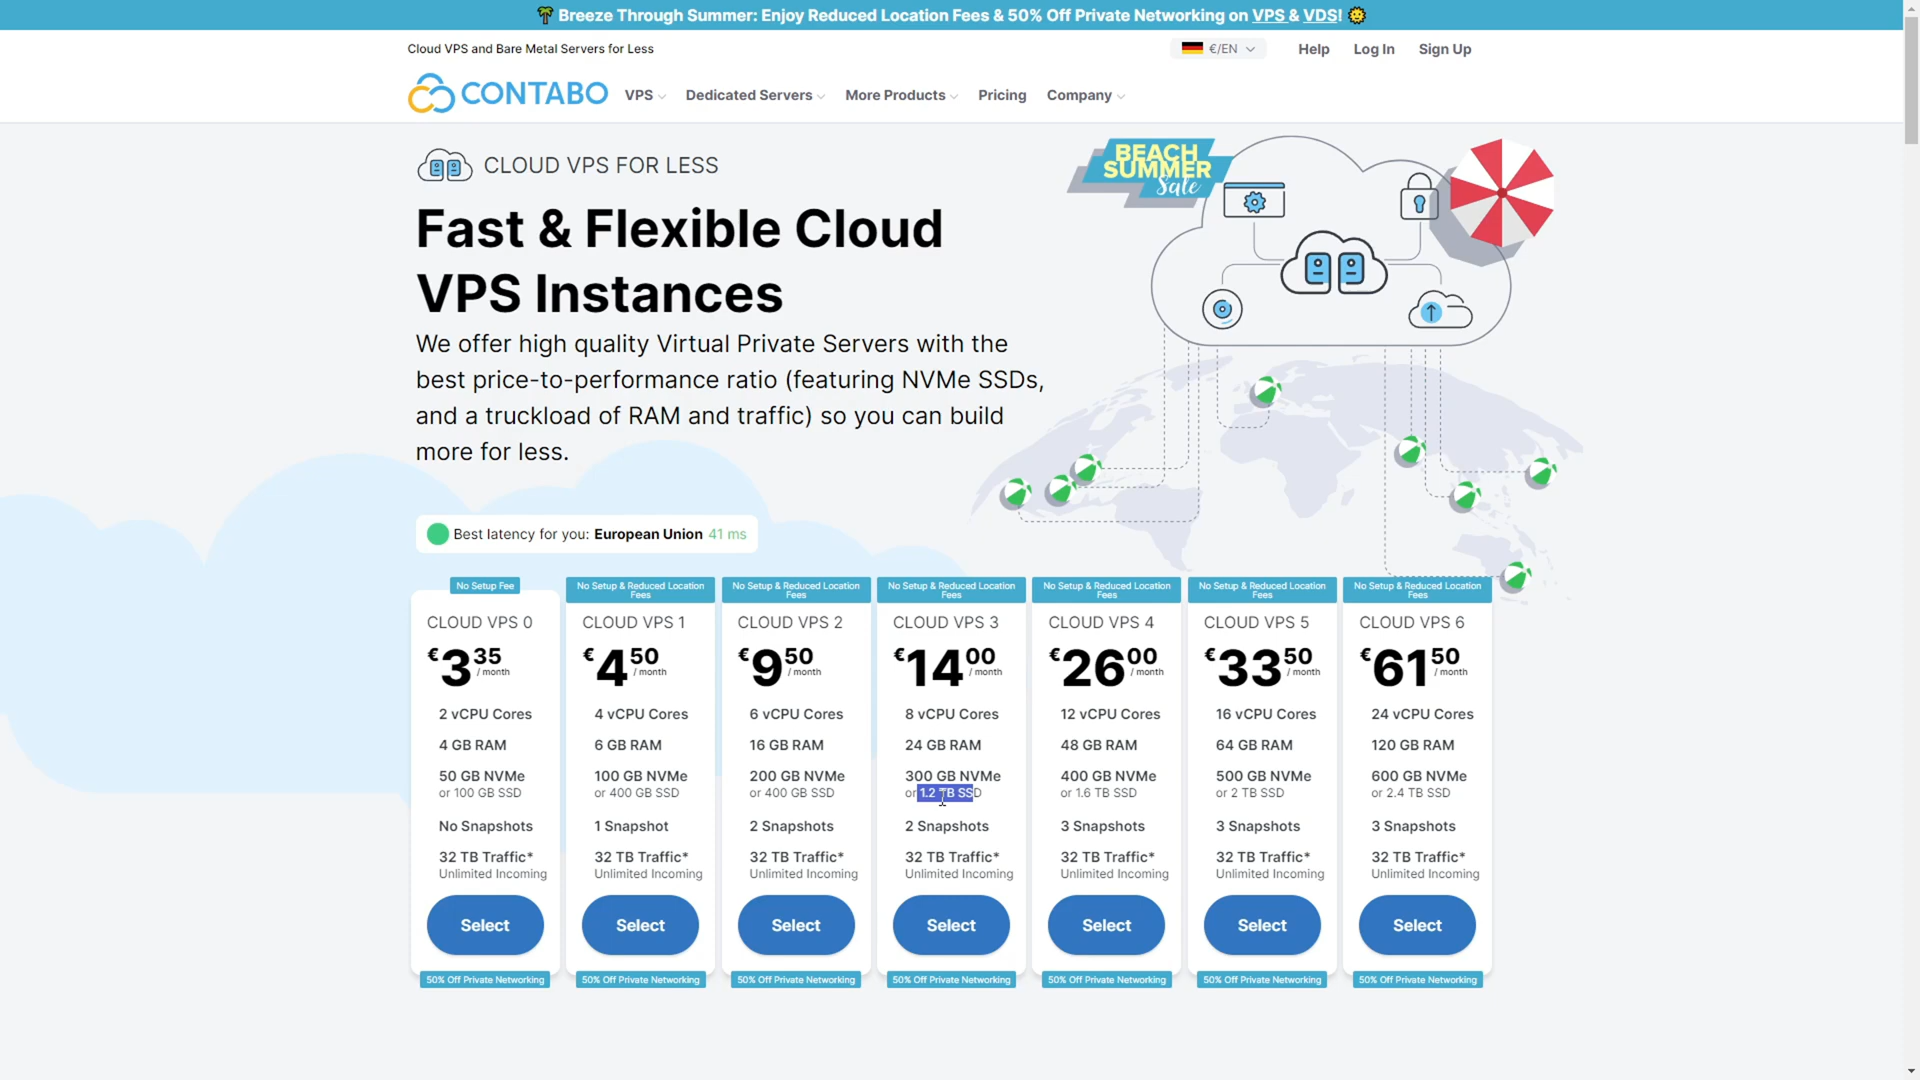 🌴 Breeze Through Summer: Enjoy Reduced Location Fees & 50% Off Private Networking on VPS & VDS! 🌞
Cloud VPS and Bare Metal Servers for Less
€/EN
Help
Log In
Sign Up
CONTABO
VPS
Dedicated Servers
More Products
Pricing
Company
CLOUD VPS FOR LESS
BEACH
SUMMER
Sale
Fast & Flexible Cloud
VPS Instances
We offer high quality Virtual Private Servers with the
best price-to-performance ratio (featuring NVMe SSDs,
and a truckload of RAM and traffic) so you can build
more for less.
Best latency for you: European Union 41 ms
No Setup Fee
CLOUD VPS 0
€3 35 / month
2 vCPU Cores
4 GB RAM
50 GB NVMe
or 100 GB SSD
No Snapshots
32 TB Traffic*
Unlimited Incoming
Select
50% Off Private Networking
No Setup & Reduced Location
Fees
CLOUD VPS 1
€4 50 / month
4 vCPU Cores
6 GB RAM
100 GB NVMe
or 400 GB SSD
1 Snapshot
32 TB Traffic*
Unlimited Incoming
Select
50% Off Private Networking
No Setup & Reduced Location
Fees
CLOUD VPS 2
€9 50 / month
6 vCPU Cores
16 GB RAM
200 GB NVMe
or 400 GB SSD
2 Snapshots
32 TB Traffic*
Unlimited Incoming
Select
50% Off Private Networking
No Setup & Reduced Location
Fees
CLOUD VPS 3
€14 00 / month
8 vCPU Cores
24 GB RAM
300 GB NVMe
or 1.2 TB SSD
2 Snapshots
32 TB Traffic*
Unlimited Incoming
Select
50% Off Private Networking
No Setup & Reduced Location
Fees
CLOUD VPS 4
€26 00 / month
12 vCPU Cores
48 GB RAM
400 GB NVMe
or 1.6 TB SSD
3 Snapshots
32 TB Traffic*
Unlimited Incoming
Select
50% Off Private Networking
No Setup & Reduced Location
Fees
CLOUD VPS 5
€33 50 / month
16 vCPU Cores
64 GB RAM
500 GB NVMe
or 2 TB SSD
3 Snapshots
32 TB Traffic*
Unlimited Incoming
Select
50% Off Private Networking
No Setup & Reduced Location
Fees
CLOUD VPS 6
€61 50 / month
24 vCPU Cores
120 GB RAM
600 GB NVMe
or 2.4 TB SSD
3 Snapshots
32 TB Traffic*
Unlimited Incoming
Select
50% Off Private Networking